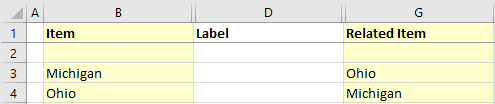 A B D G
1 Item Label Related Item
2
3 Michigan Ohio
4 Ohio Michigan